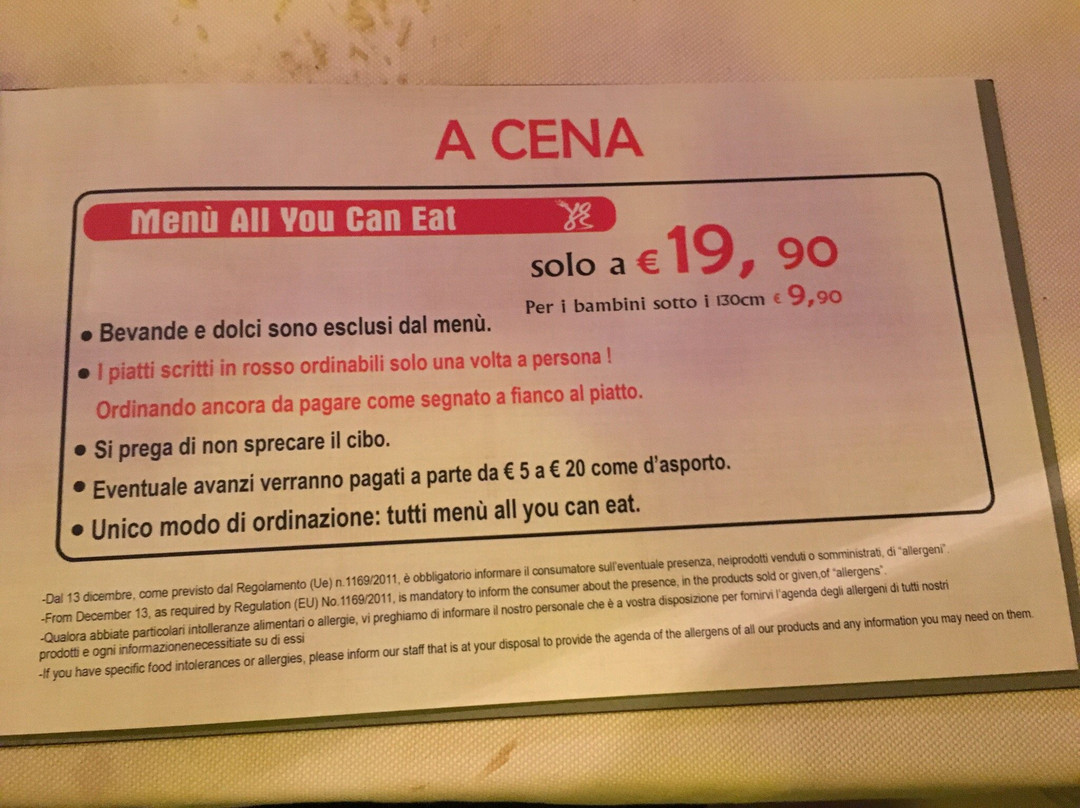 A CENA
Menù All You Can Eat
solo a € 19, 90
Per i bambini sotto i 130cm € 9,90
● Bevande e dolci sono esclusi dal menù.
● I piatti scritti in rosso ordinabili solo una volta a persona !
Ordinando ancora da pagare come segnato a fianco al piatto.
● Si prega di non sprecare il cibo.
● Eventuale avanzi verranno pagati a parte da € 5 a € 20 come d'asporto.
● Unico modo di ordinazione: tutti menù all you can eat.
-Dal 13 dicembre, come previsto dal Regolamento (Ue) n.1169/2011, è obbligatorio informare il consumatore sull'eventuale presenza, neiprodotti venduti o somministrati, di "allergeni".
-From December 13, as required by Regulation (EU) No.1169/2011, is mandatory to inform the consumer about the presence, in the products sold or given,of "allergens".
-Qualora abbiate particolari intolleranze alimentari o allergie, vi preghiamo di informare il nostro personale che è a vostra disposizione per fornirvi l'agenda degli allergeni di tutti nostri
prodotti e ogni informazionenecessitiate su di essi
-If you have specific food intolerances or allergies, please inform our staff that is at your disposal to provide the agenda of the allergens of all our products and any information you may need on them.